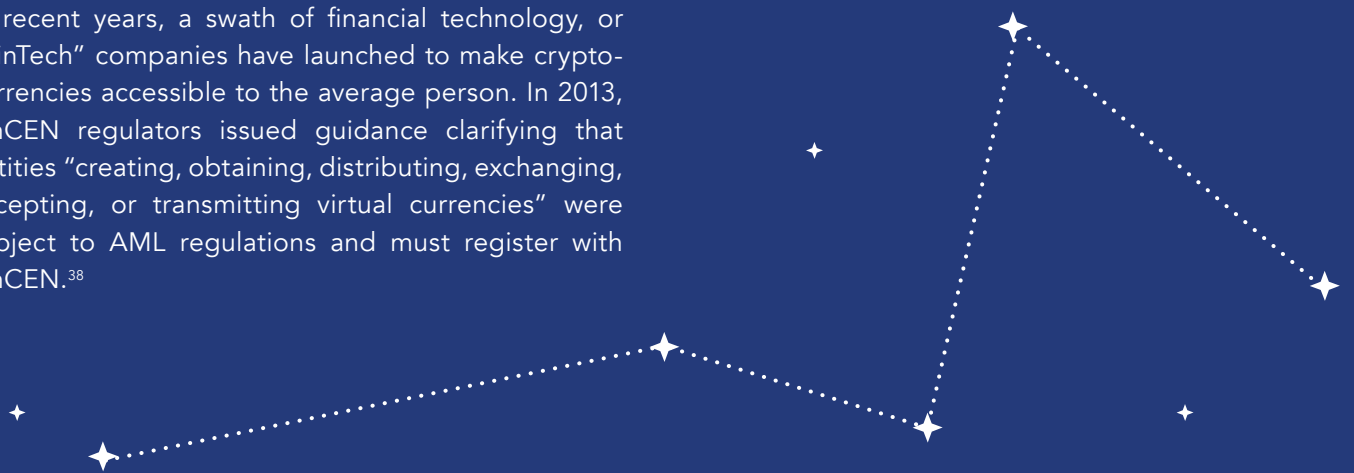 recent years, a swath of financial technology, or
inTech” companies have launched to make crypto-
rrencies accessible to the average person. In 2013,
nCEN regulators issued guidance clarifying that
tities “creating, obtaining, distributing, exchanging,
cepting, or transmitting virtual currencies” were
bject to AML regulations and must register with
nCEN.38